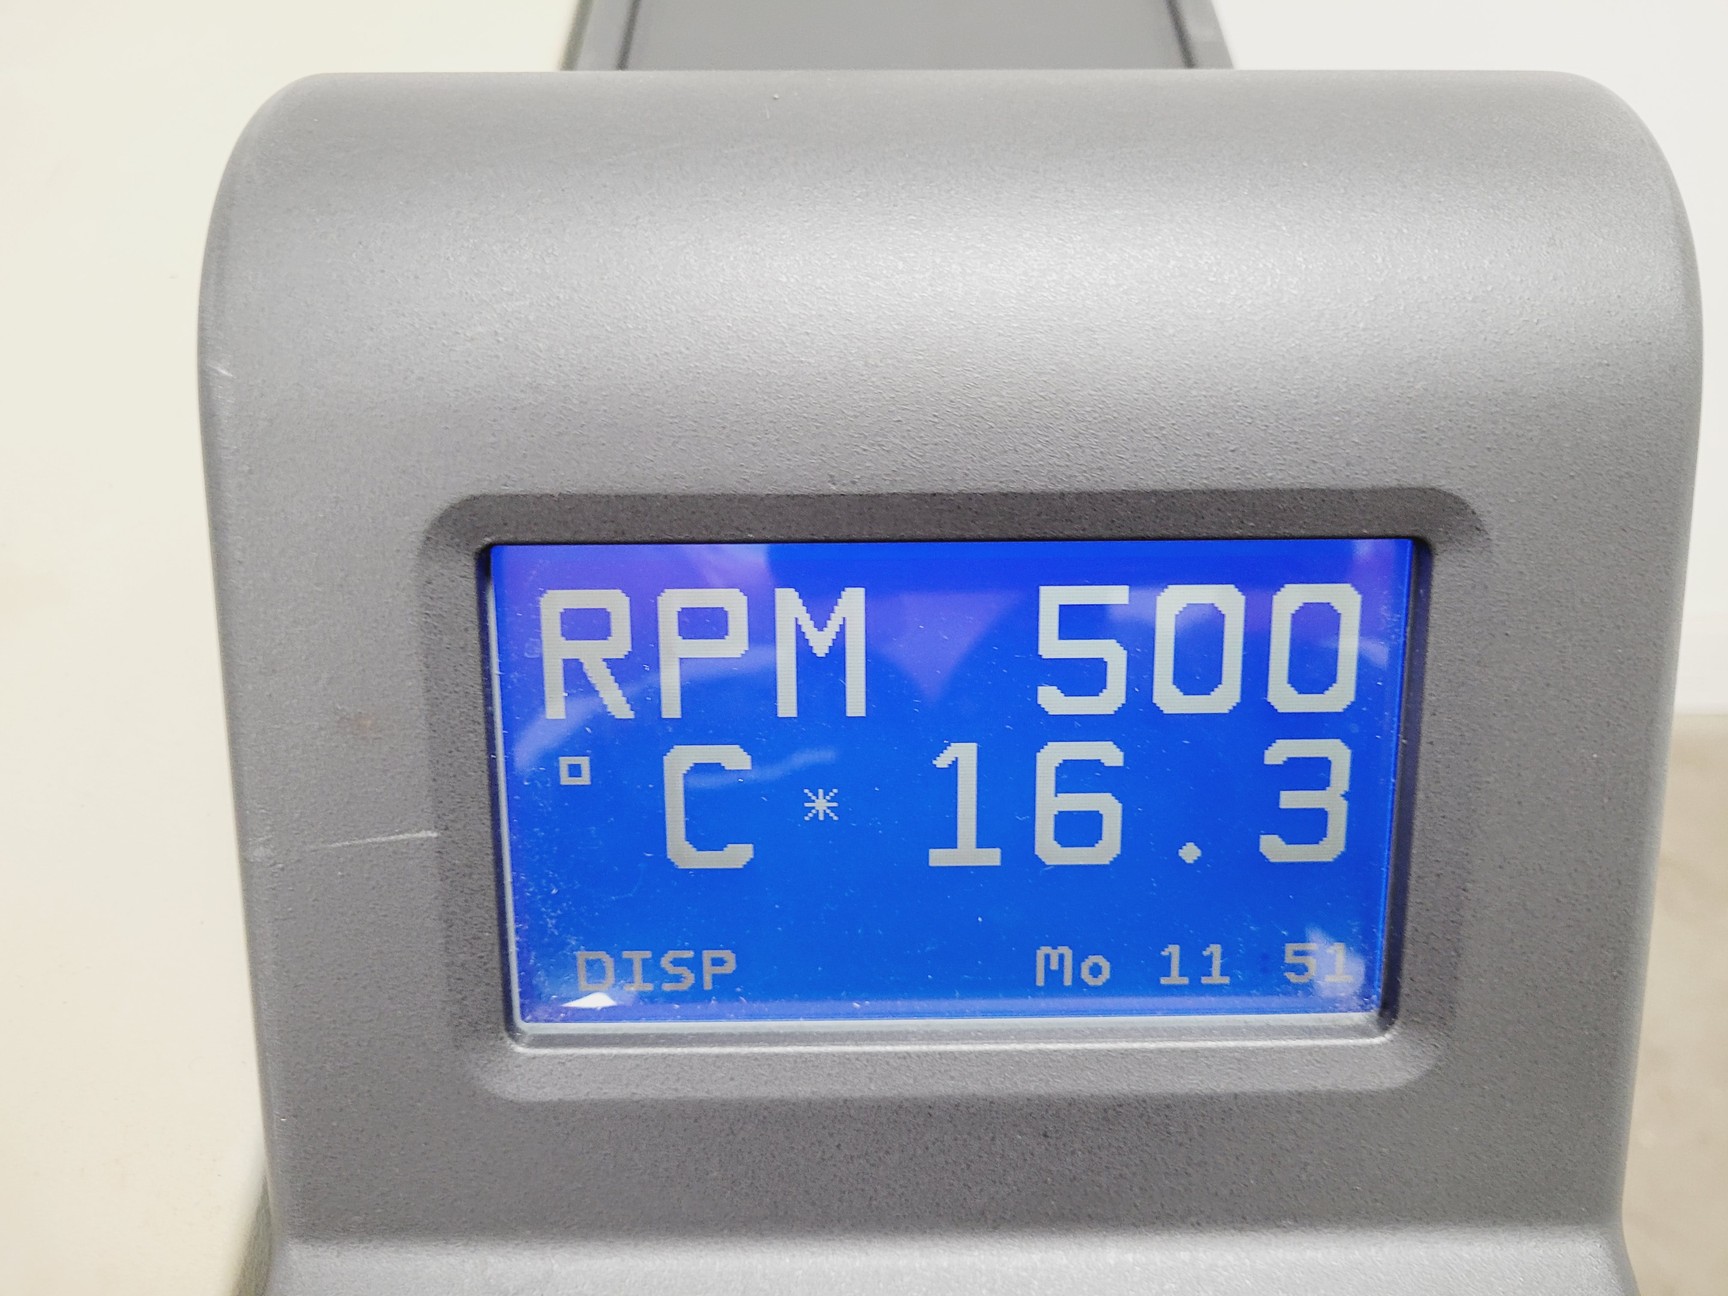 RPM 500
°C * 16.3
DISP Mo 11:51